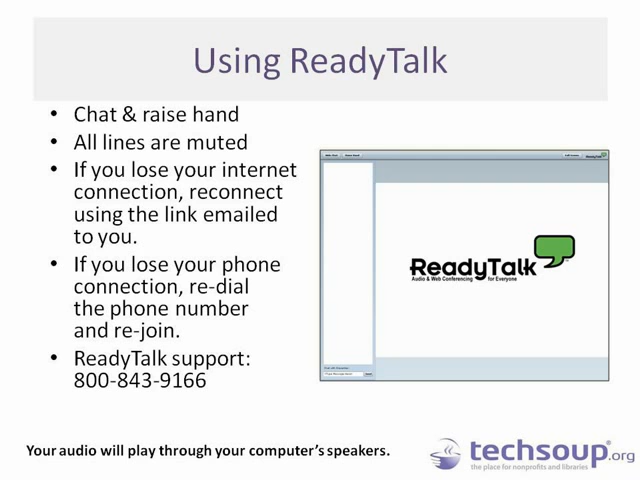 Using ReadyTalk
• Chat & raise hand
• All lines are muted
• If you lose your internet
connection, reconnect
using the link emailed
to you.
• If you lose your phone
connection, re-dial
the phone number
and re-join.
• ReadyTalk support:
800-843-9166
ReadyTalk
ReadyTalk
Audio & Web Conferencing for Everyone
Your audio will play through your computer's speakers.
techsoup.org
the place for nonprofits and libraries